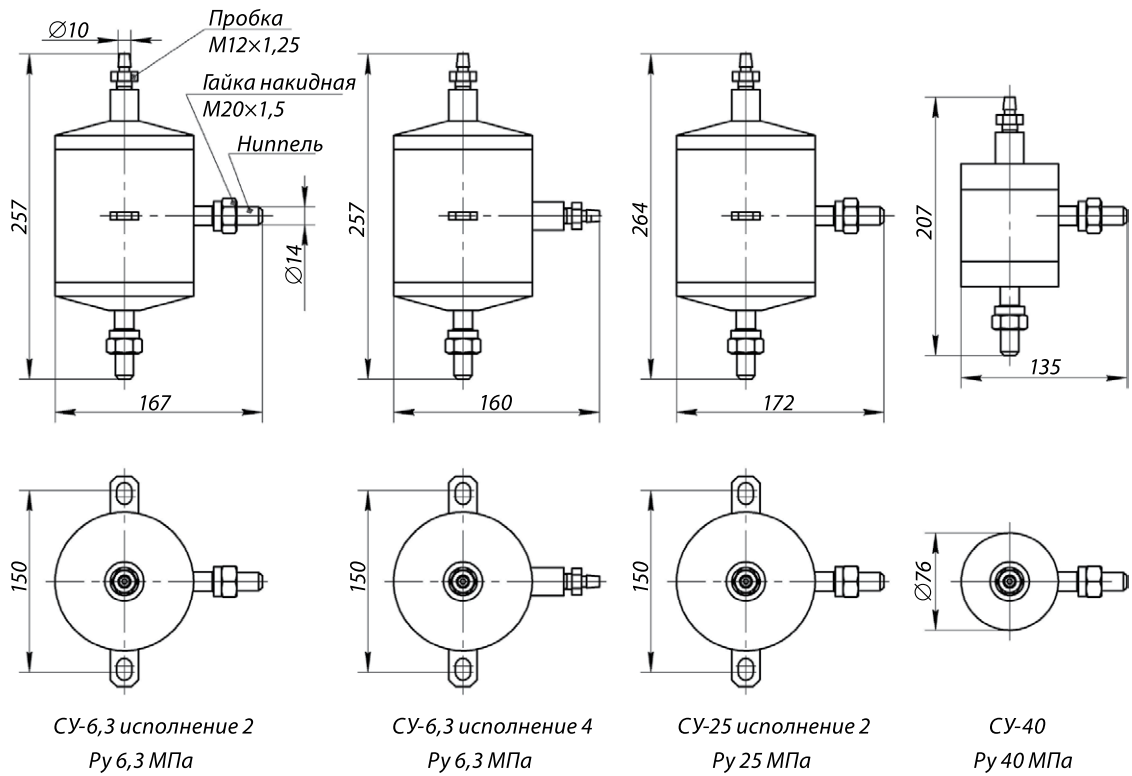 ∅10
Пробка
М12×1,25
Гайка накидная
М20×1,5
Ниппель
257
∅14
167
257
160
264
172
207
135
150
150
150
∅76
СУ-6,3 исполнение 2
Ру 6,3 МПа
СУ-6,3 исполнение 4
Ру 6,3 МПа
СУ-25 исполнение 2
Ру 25 МПа
СУ-40
Ру 40 МПа